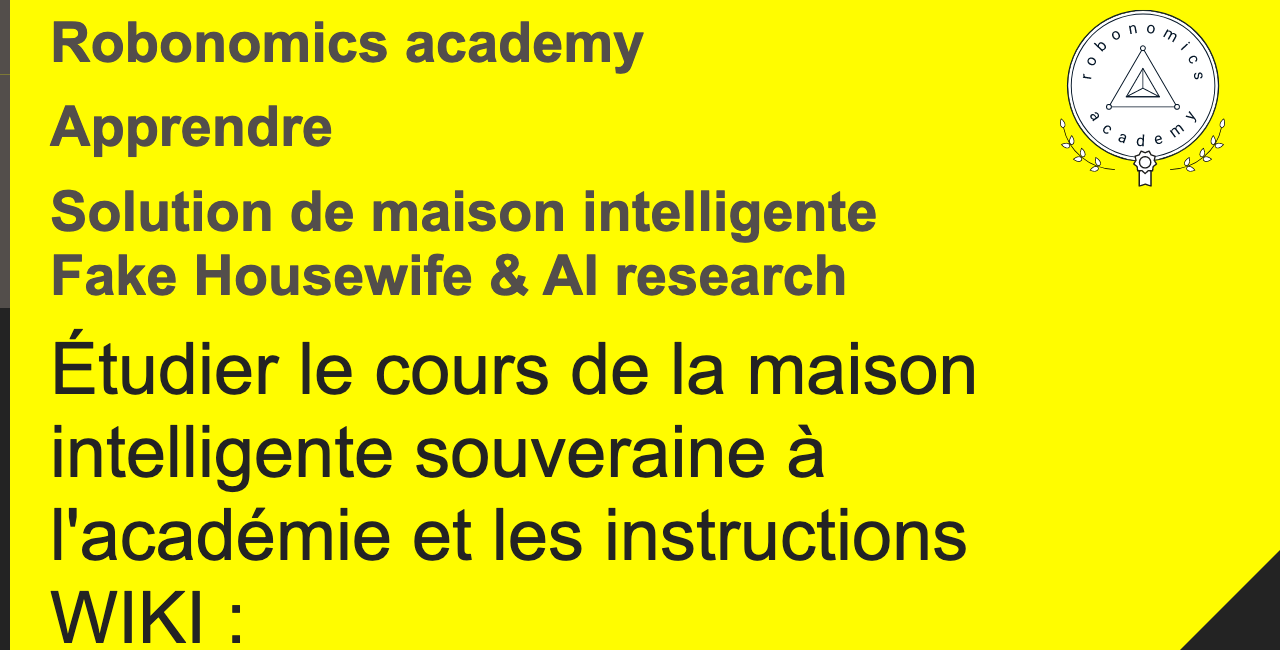 Robonomics academy
Apprendre
Solution de maison intelligente
Fake Housewife & AI research
Étudier le cours de la maison
intelligente souveraine à
l'académie et les instructions
WIKI :
robonomics
academy